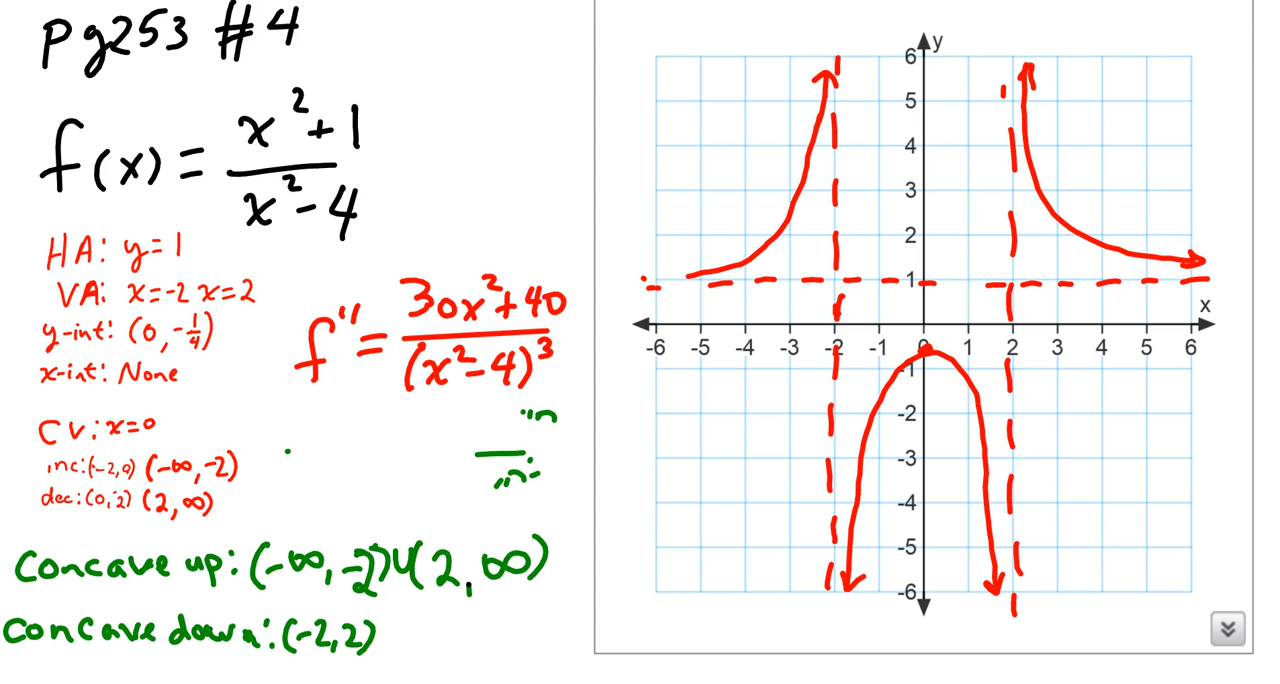 Pg253 #4
f(x) = x²+1 / x²-4
HA: y=1
VA: x=-2 x=2
y-int: (0, -1/4)
x-int: None
f" = 30x²+40 / (x²-4)³
CV: x=0
inc: (-2,0) (-∞,-2)
dec: (0,2) (2,∞)
concave up: (-∞,-2)U(2,∞)
concave down: (-2,2)
y
6
5
4
3
2
1
x
-6 -5 -4 -3 -2 -1 0 1 2 3 4 5 6
-1
-2
-3
-4
-5
-6